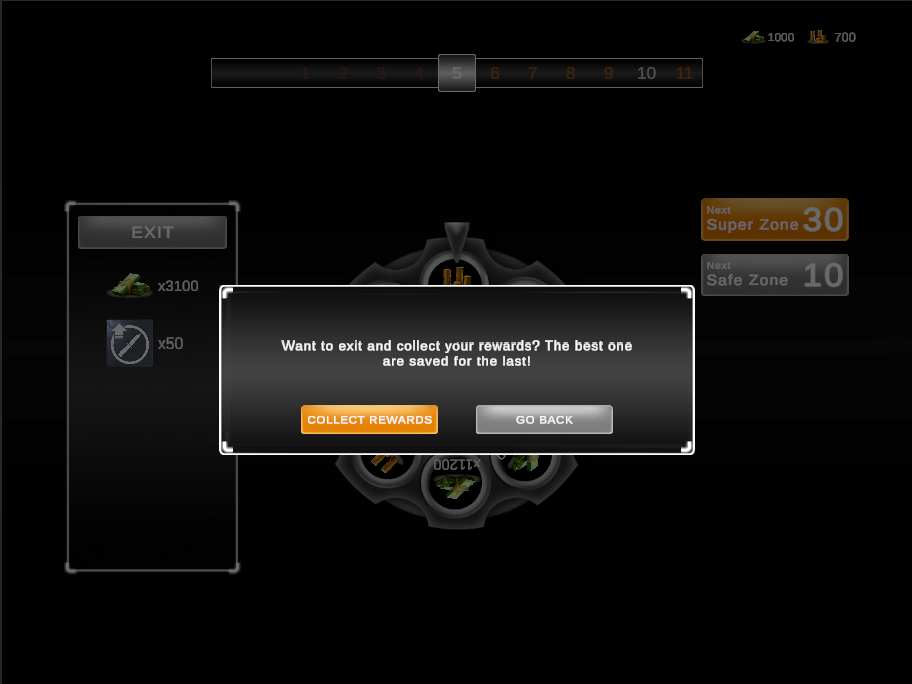 1000 700
1 2 3 4 5 6 7 8 9 10 11
EXIT
x3100
x50
Next
Super Zone 30
Next
Safe Zone 10
Want to exit and collect your rewards? The best one
are saved for the last!
COLLECT REWARDS
GO BACK
x11200